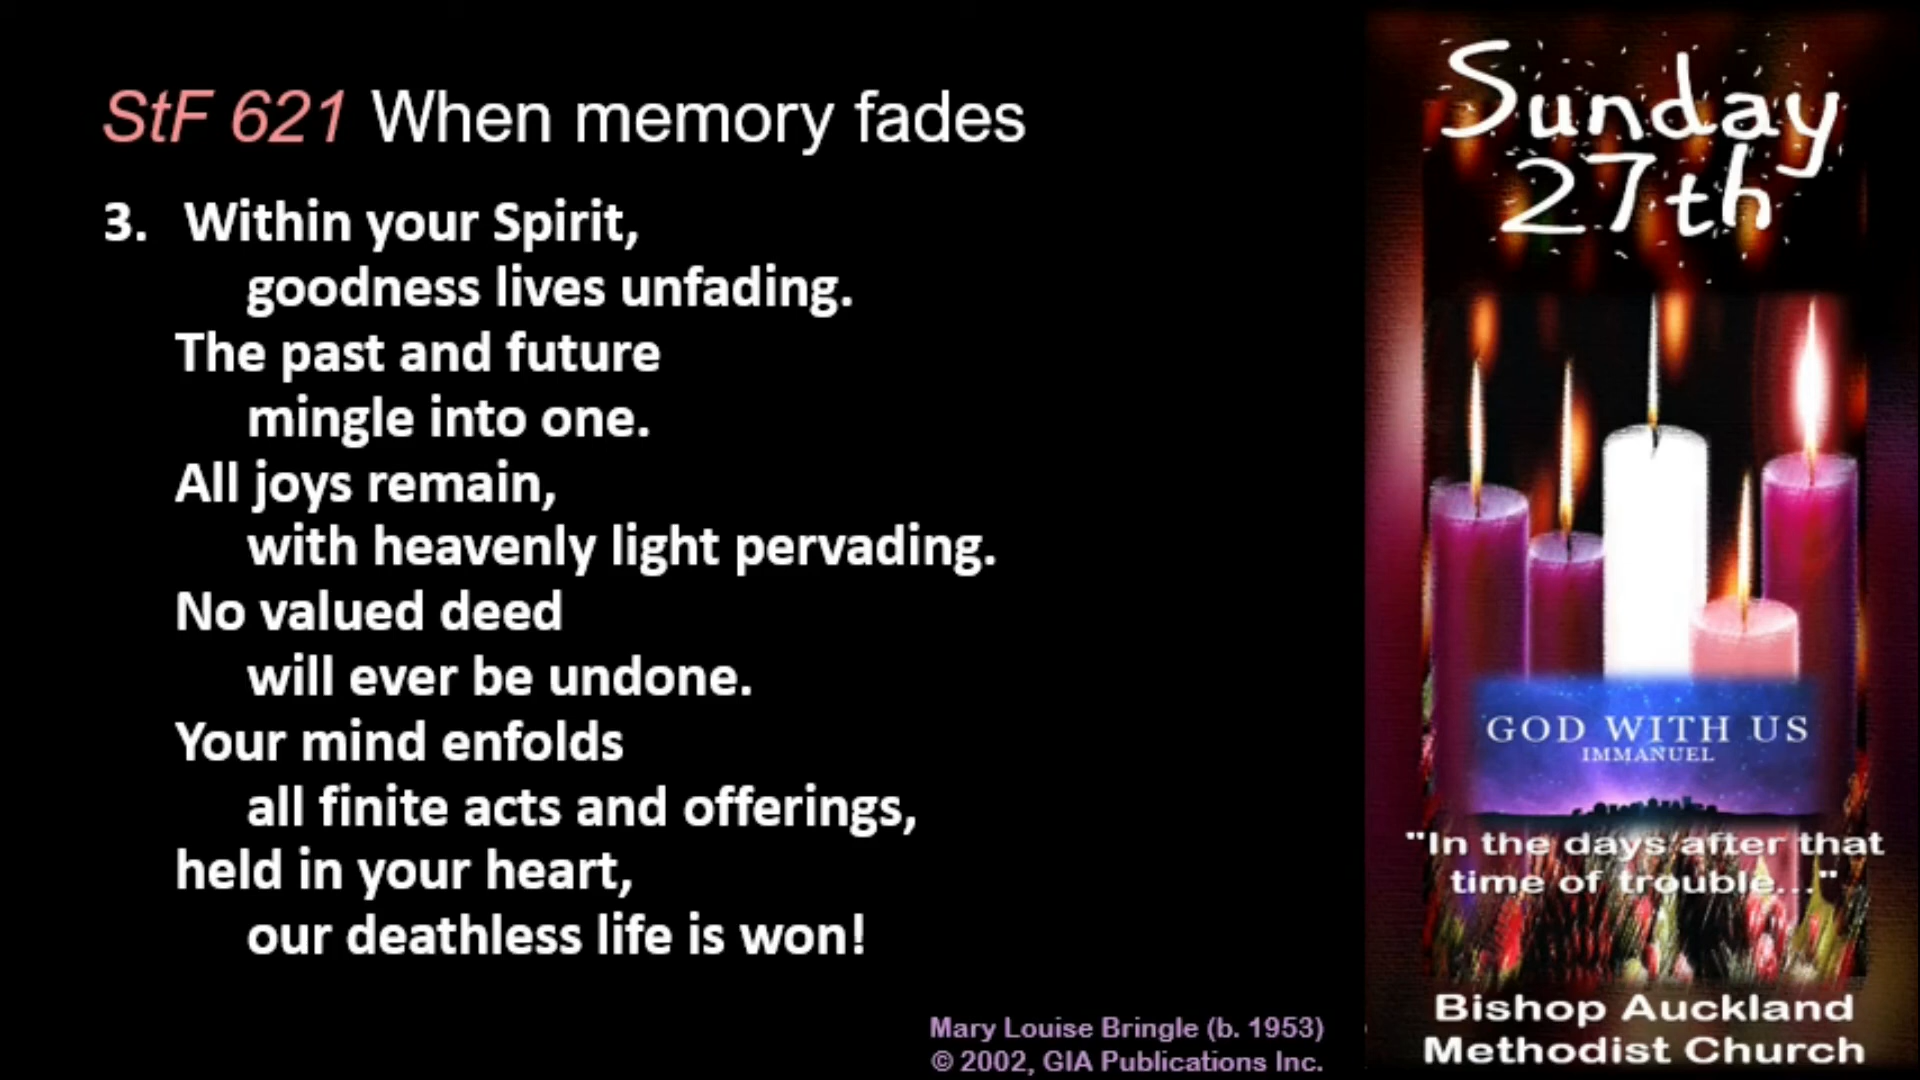 StF 621 When memory fades
3. Within your Spirit,
goodness lives unfading.
The past and future
mingle into one.
All joys remain,
with heavenly light pervading.
No valued deed
will ever be undone.
Your mind enfolds
all finite acts and offerings,
held in your heart,
our deathless life is won!
Mary Louise Bringle (b. 1953)
© 2002, GIA Publications Inc.
Sunday
27th
GOD WITH US
IMMANUEL
"In the days after that
time of trouble..."
Bishop Auckland
Methodist Church